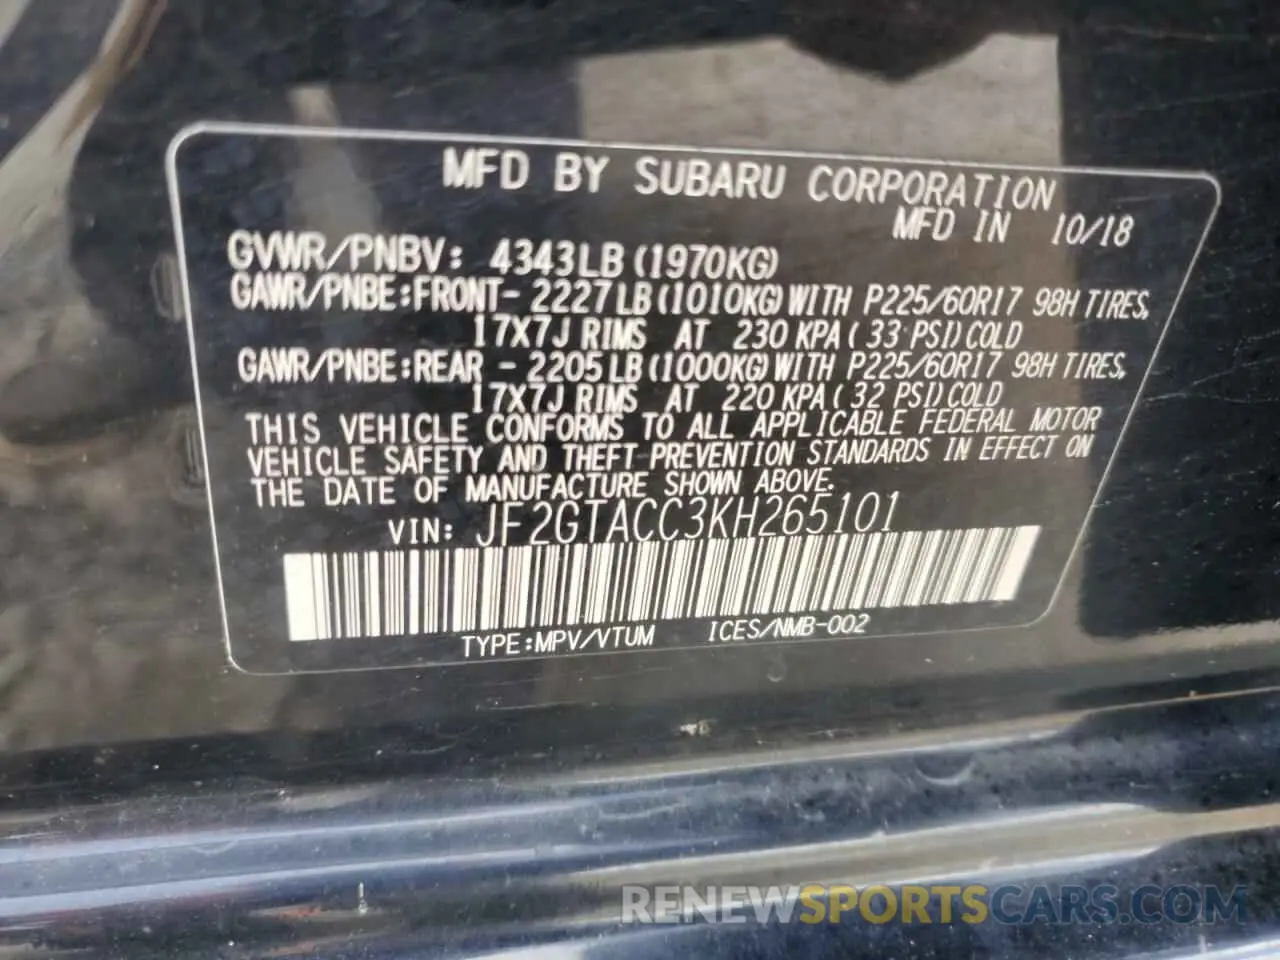 MFD BY SUBARU CORPORATION
MFD IN 10/18
GVWR/PNBV: 4343LB (1970KG)
GAWR/PNBE:FRONT- 2227LB(1010KG)WITH P225/60R17 98H TIRES,
17X7J RIMS AT 230 KPA( 33 PSI)COLD
GAWR/PNBE:REAR - 2205LB(1000KG)WITH P225/60R17 98H TIRES,
17X7J RIMS AT 220 KPA( 32 PSI)COLD
THIS VEHICLE CONFORMS TO ALL APPLICABLE FEDERAL MOTOR
VEHICLE SAFETY AND THEFT PREVENTION STANDARDS IN EFFECT ON
THE DATE OF MANUFACTURE SHOWN ABOVE.
VIN: JF2GTACC3KH265101
TYPE:MPV/VTUM ICES/NMB-002
RENEWSPORTSCARS.COM